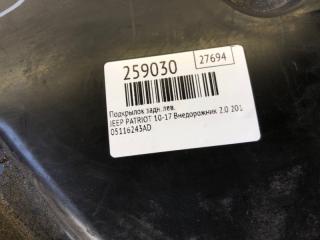 259030
27694
Подкрылок задн.лев.
JEEP PATRIOT 10-17 Внедорожник 2.0 201
05116243AD